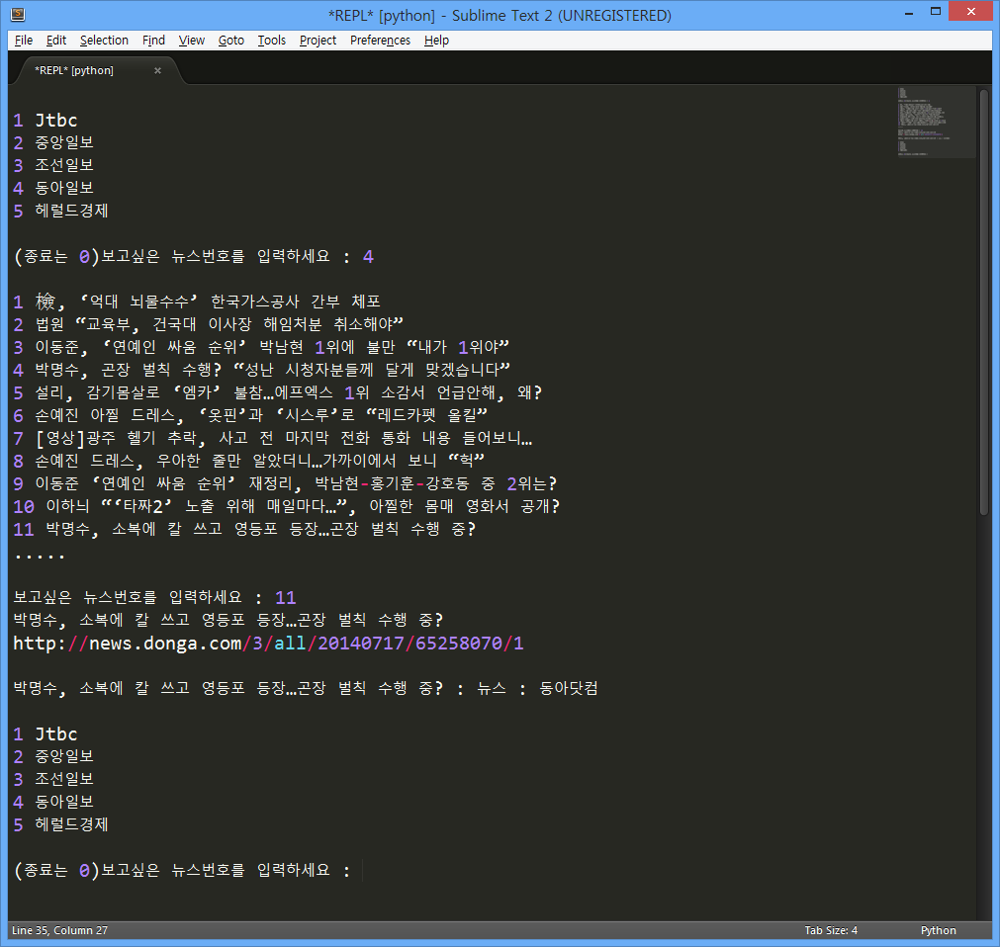 *REPL* [python] - Sublime Text 2 (UNREGISTERED)
File Edit Selection Find View Goto Tools Project Preferences Help
*REPL* [python]
1 Jtbc
2 중앙일보
3 조선일보
4 동아일보
5 헤럴드경제
(종료는 0)보고싶은 뉴스번호를 입력하세요 : 4
1 檢, ‘억대 뇌물수수’ 한국가스공사 간부 체포
2 법원 “교육부, 건국대 이사장 해임처분 취소해야”
3 이동준, ‘연예인 싸움 순위’ 박남현 1위에 불만 “내가 1위야”
4 박명수, 곤장 벌칙 수행? “성난 시청자분들께 달게 맞겠습니다”
5 설리, 감기몸살로 ‘엠카’ 불참…에프엑스 1위 소감서 언급안해, 왜?
6 손예진 아찔 드레스, ‘옷핀’과 ‘시스루’로 “레드카펫 올킬”
7 [영상]광주 헬기 추락, 사고 전 마지막 전화 통화 내용 들어보니…
8 손예진 드레스, 우아한 줄만 알았더니…가까이에서 보니 “헉”
9 이동준 ‘연예인 싸움 순위’ 재정리, 박남현-홍기훈-강호동 중 2위는?
10 이하늬 “‘타짜2’ 노출 위해 매일마다…”, 아찔한 몸매 영화서 공개?
11 박명수, 소복에 칼 쓰고 영등포 등장…곤장 벌칙 수행 중?
.....
보고싶은 뉴스번호를 입력하세요 : 11
박명수, 소복에 칼 쓰고 영등포 등장…곤장 벌칙 수행 중?
http://news.donga.com/3/all/20140717/65258070/1
박명수, 소복에 칼 쓰고 영등포 등장…곤장 벌칙 수행 중? : 뉴스 : 동아닷컴
1 Jtbc
2 중앙일보
3 조선일보
4 동아일보
5 헤럴드경제
(종료는 0)보고싶은 뉴스번호를 입력하세요 :
Line 35, Column 27 Tab Size: 4 Python